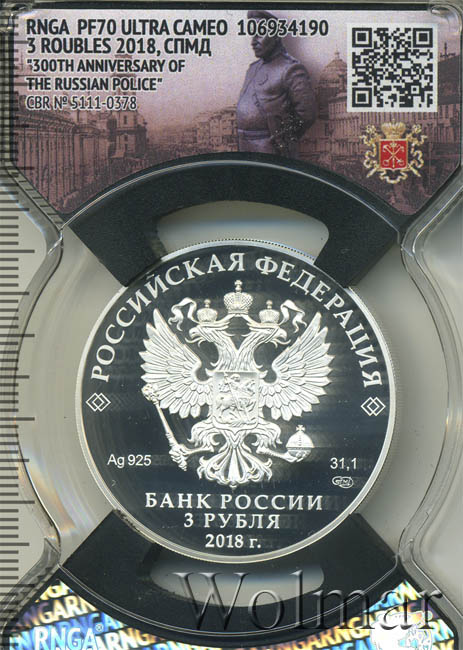 RNGA PF70 ULTRA CAMEO 106934190
3 ROUBLES 2018, СПМД
"300TH ANNIVERSARY OF
THE RUSSIAN POLICE"
CBR № 5111-0378
РОССИЙСКАЯ ФЕДЕРАЦИЯ
Ag 925 31,1
БАНК РОССИИ
3 РУБЛЯ
2018 г.
RNGA
Wolmar